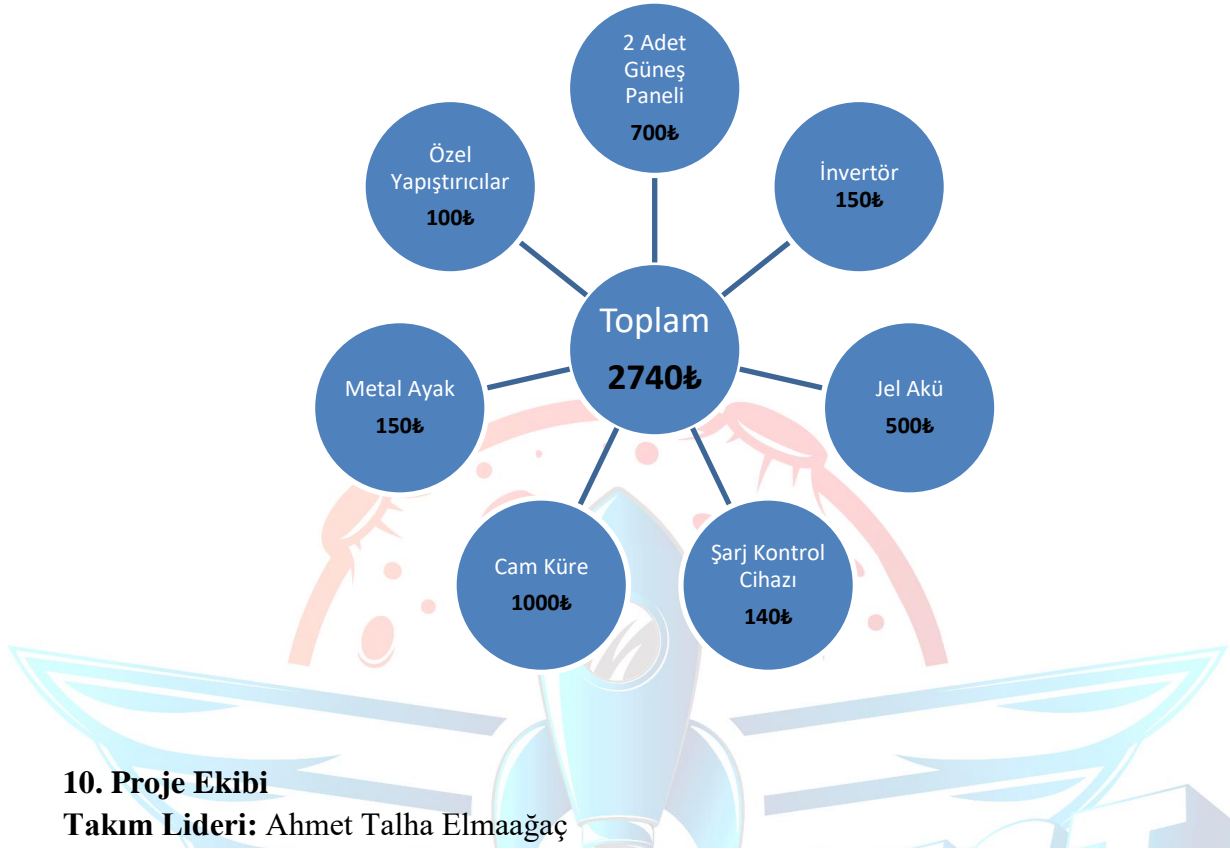 2 Adet
Güneş
Paneli
700₺
İnvertör
150₺
Jel Akü
500₺
Şarj Kontrol
Cihazı
140₺
Cam Küre
1000₺
Metal Ayak
150₺
Özel
Yapıştırıcılar
100₺
Toplam
2740₺
10. Proje Ekibi
Takım Lideri: Ahmet Talha Elmaağaç